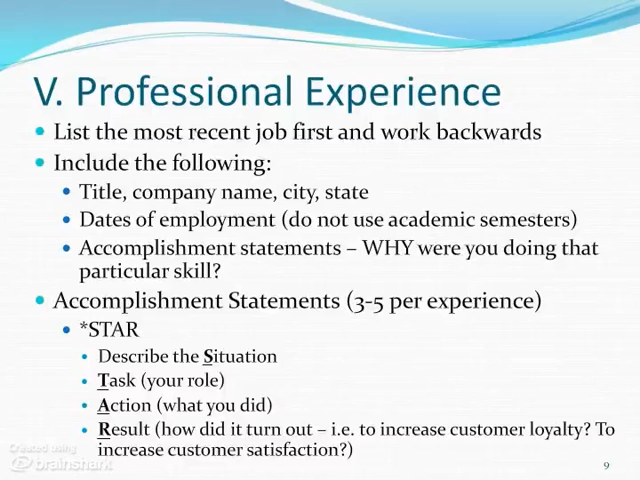 V. Professional Experience
List the most recent job first and work backwards
Include the following:
Title, company name, city, state
Dates of employment (do not use academic semesters)
Accomplishment statements – WHY were you doing that
particular skill?
Accomplishment Statements (3-5 per experience)
*STAR
Describe the Situation
Task (your role)
Action (what you did)
Result (how did it turn out – i.e. to increase customer loyalty? To
increase customer satisfaction?)
Created using
brainshark
9